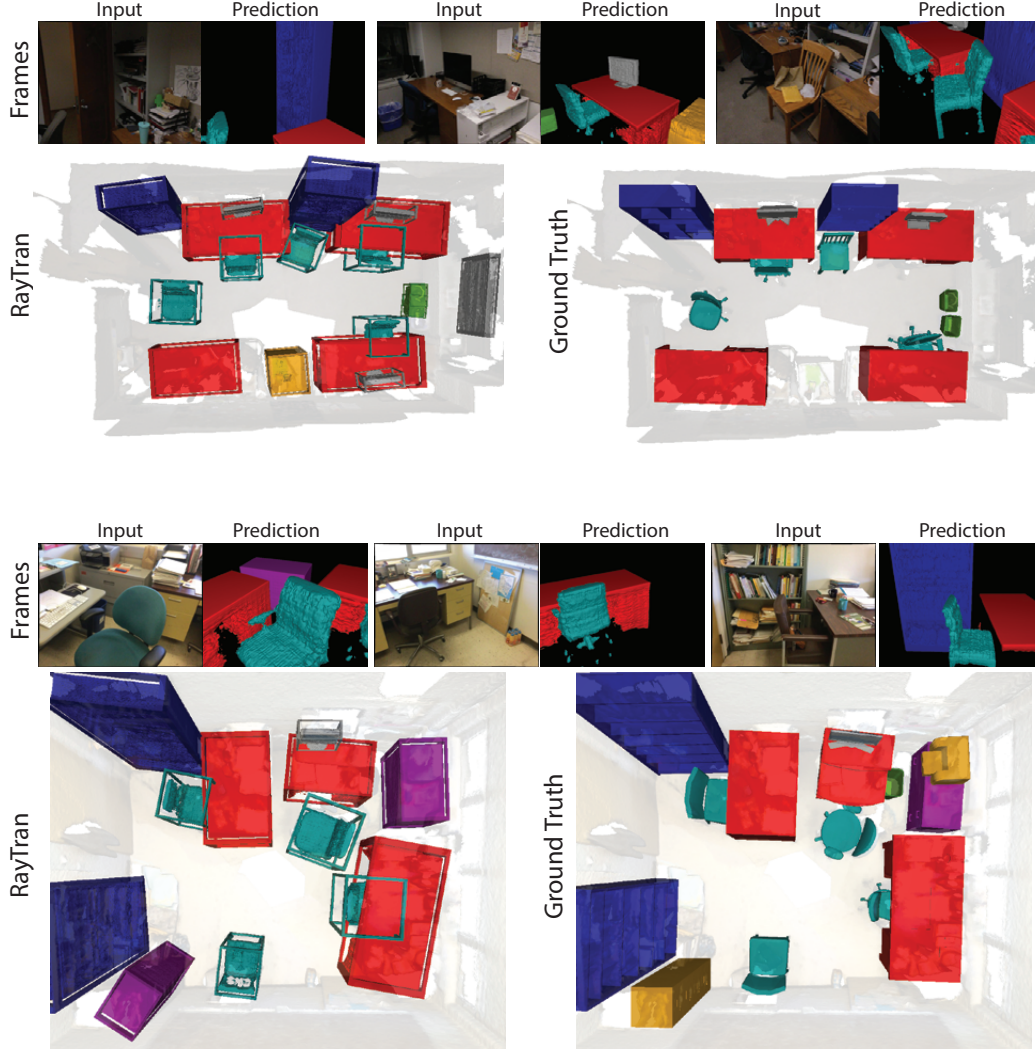 Input Prediction Input Prediction Input Prediction
Frames
RayTran
Ground Truth
Input Prediction Input Prediction Input Prediction
Frames
RayTran
Ground Truth